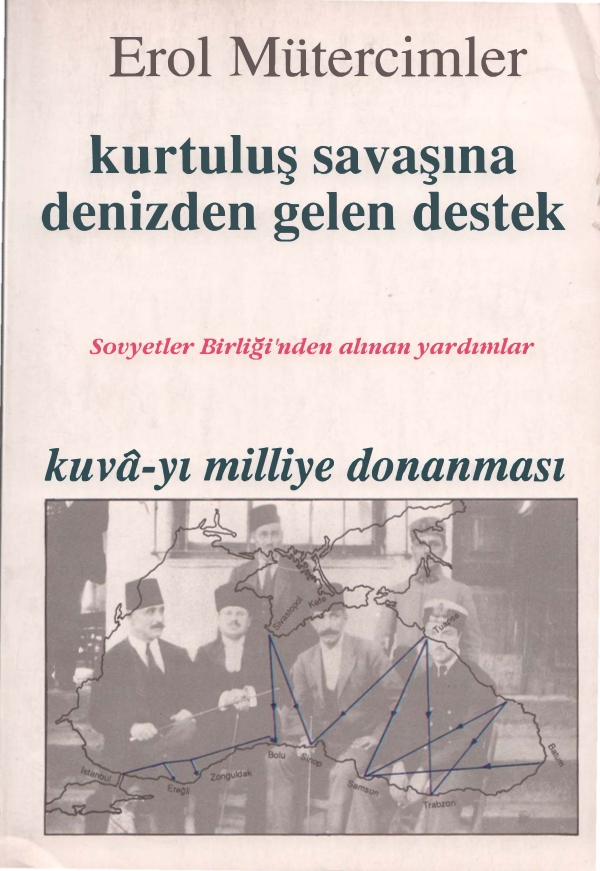 Erol Mütercimler
kurtuluş savaşına
denizden gelen destek
Sovyetler Birliği'nden alınan yardımlar
kuvâ-yı milliye donanması
Sivastopol
Kefe
Tuapse
İstanbul
Ereğli
Zonguldak
Bolu
Sinop
Samsun
Trabzon
Batum